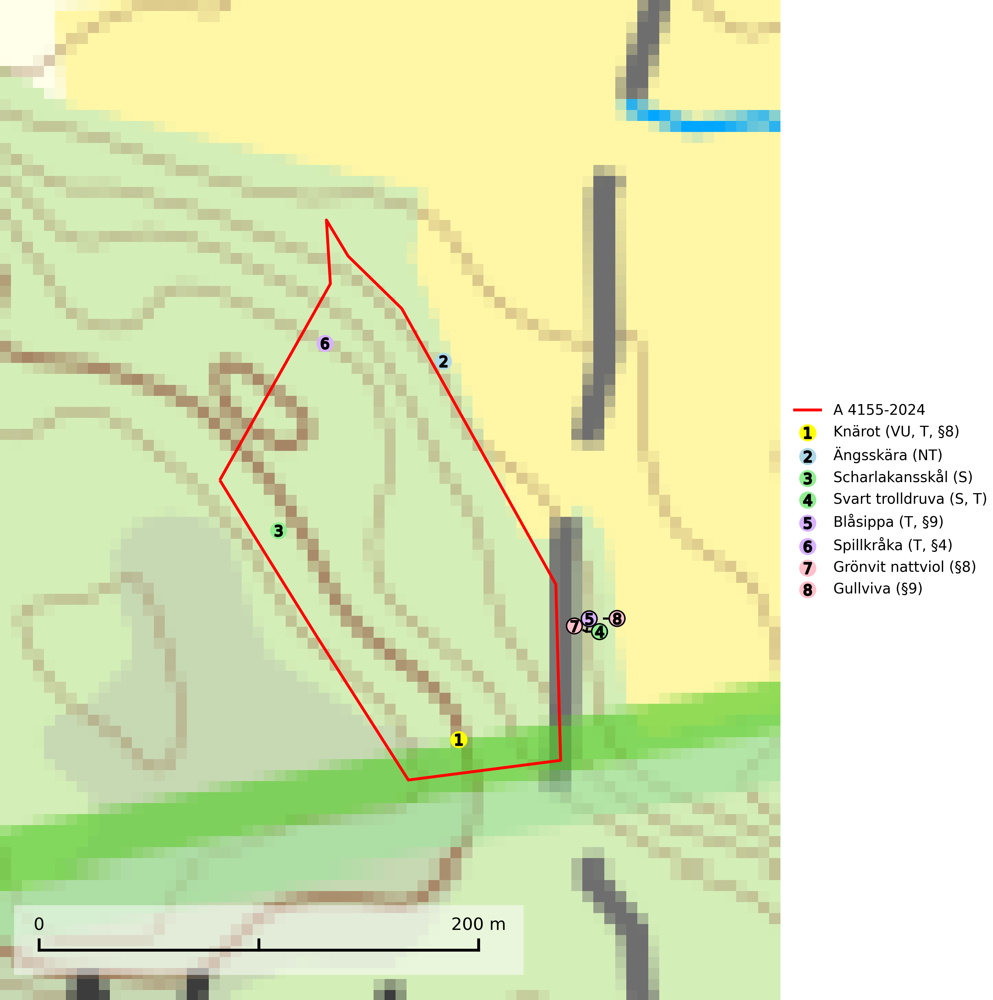 6
2
3
5
8
7
4
1
0 200 m
A 4155-2024
1 Knärot (VU, T, §8)
2 Ängsskära (NT)
3 Scharlakansskål (S)
4 Svart trolldruva (S, T)
5 Blåsippa (T, §9)
6 Spillkråka (T, §4)
7 Grönvit nattviol (§8)
8 Gullviva (§9)